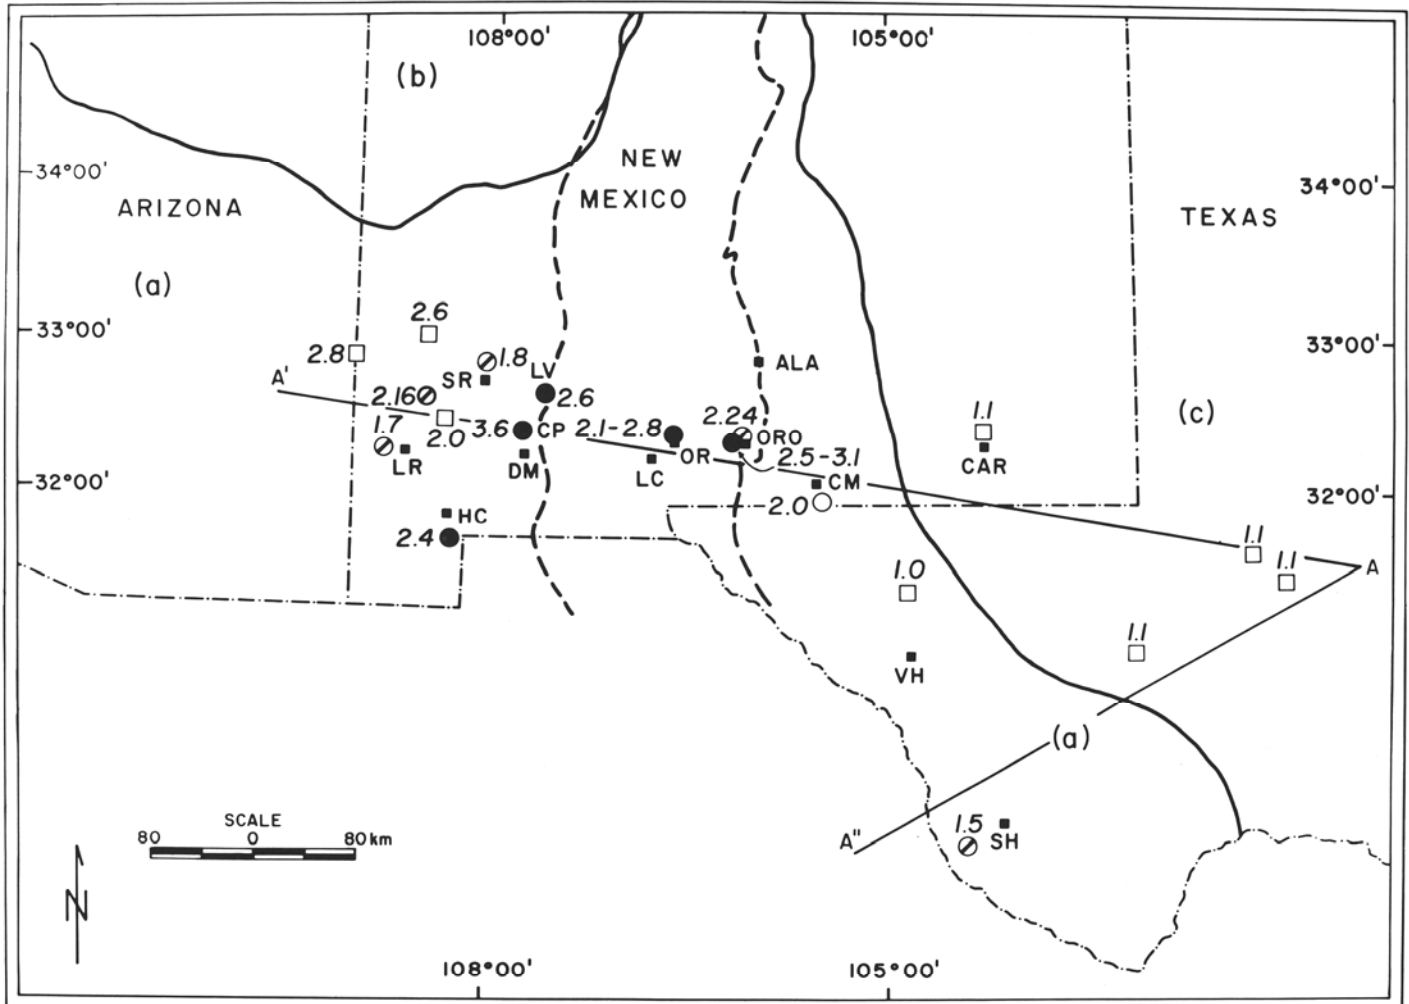 108°00'
105°00'
(b)
NEW
MEXICO
34°00'
34°00'
ARIZONA
TEXAS
(a)
2.6
33°00'
33°00'
2.8
1.8
LV
ALA
A'
SR
2.16
2.6
1.7
2.0
3.6
CP
2.1-2.8
2.24
ORO
1.1
(c)
LR
DM
LC
OR
2.5-3.1
CAR
32°00'
CM
32°00'
HC
2.0
2.4
1.1
1.0
1.1
A
1.1
VH
(a)
SCALE
80
0
80 km
A"
1.5
SH
N
108°00'
105°00'